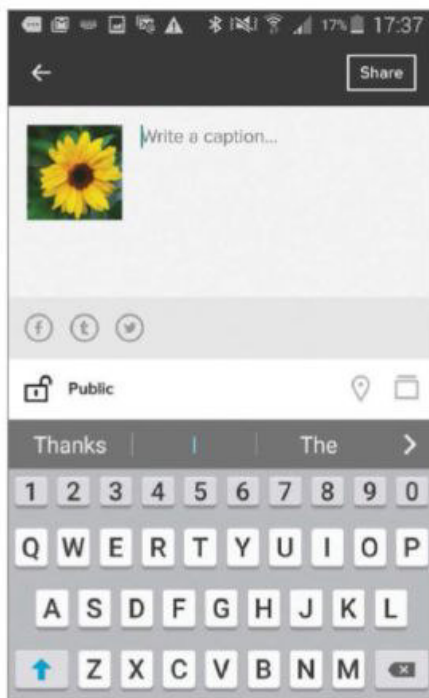 17% 17:37
Share
Write a caption...
f t
Public
Thanks I The
1 2 3 4 5 6 7 8 9 0
Q W E R T Y U I O P
A S D F G H J K L
Z X C V B N M